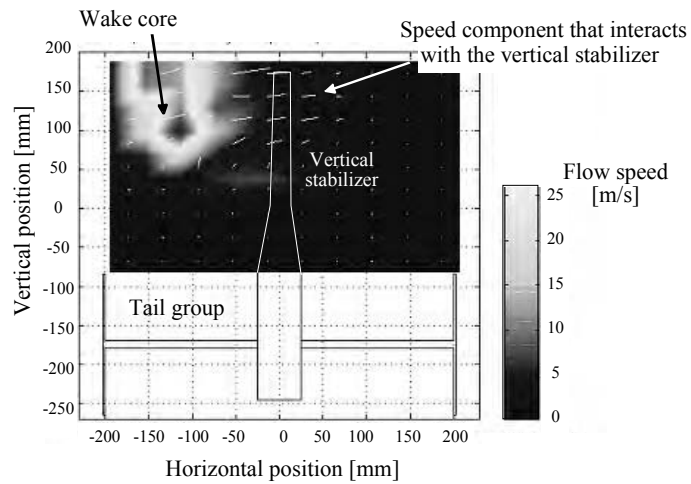 Wake core
Speed component that interacts
with the vertical stabilizer
200
150
100
50
0
-50
-100
-150
-200
-250
Vertical position [mm]
Vertical
stabilizer
Tail group
-200 -150 -100 -50 0 50 100 150 200
Horizontal position [mm]
Flow speed
[m/s]
25
20
15
10
5
0